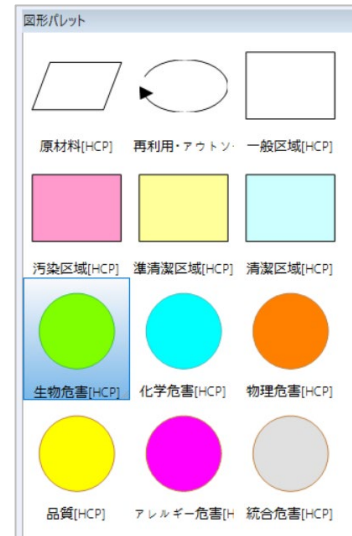 図形パレット
原材料[HCP] 再利用・アウトソ・ 一般区域[HCP]
汚染区域[HCP] 準清潔区域[HCP] 清潔区域[HCP]
生物危害[HCP] 化学危害[HCP] 物理危害[HCP]
品質[HCP] アレルギー危害[H 統合危害[HCP]